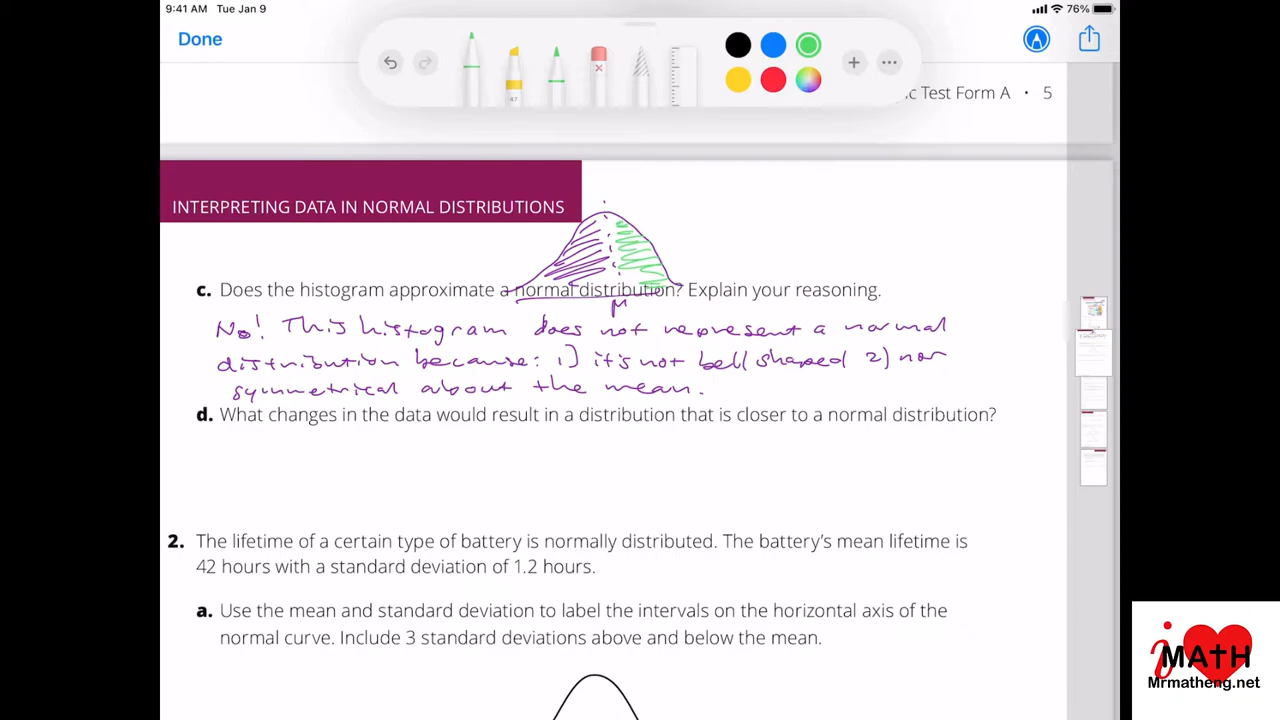 9:41 AM Tue Jan 9
76%
Done
c Test Form A • 5
INTERPRETING DATA IN NORMAL DISTRIBUTIONS
c. Does the histogram approximate a normal distribution? Explain your reasoning.
μ
No! This histogram does not represent a normal
distribution because: 1) it's not bell shaped 2) nor
symmetrical about the mean.
d. What changes in the data would result in a distribution that is closer to a normal distribution?
2. The lifetime of a certain type of battery is normally distributed. The battery's mean lifetime is
42 hours with a standard deviation of 1.2 hours.
a. Use the mean and standard deviation to label the intervals on the horizontal axis of the
normal curve. Include 3 standard deviations above and below the mean.
i MATH
Mrmatheng.net